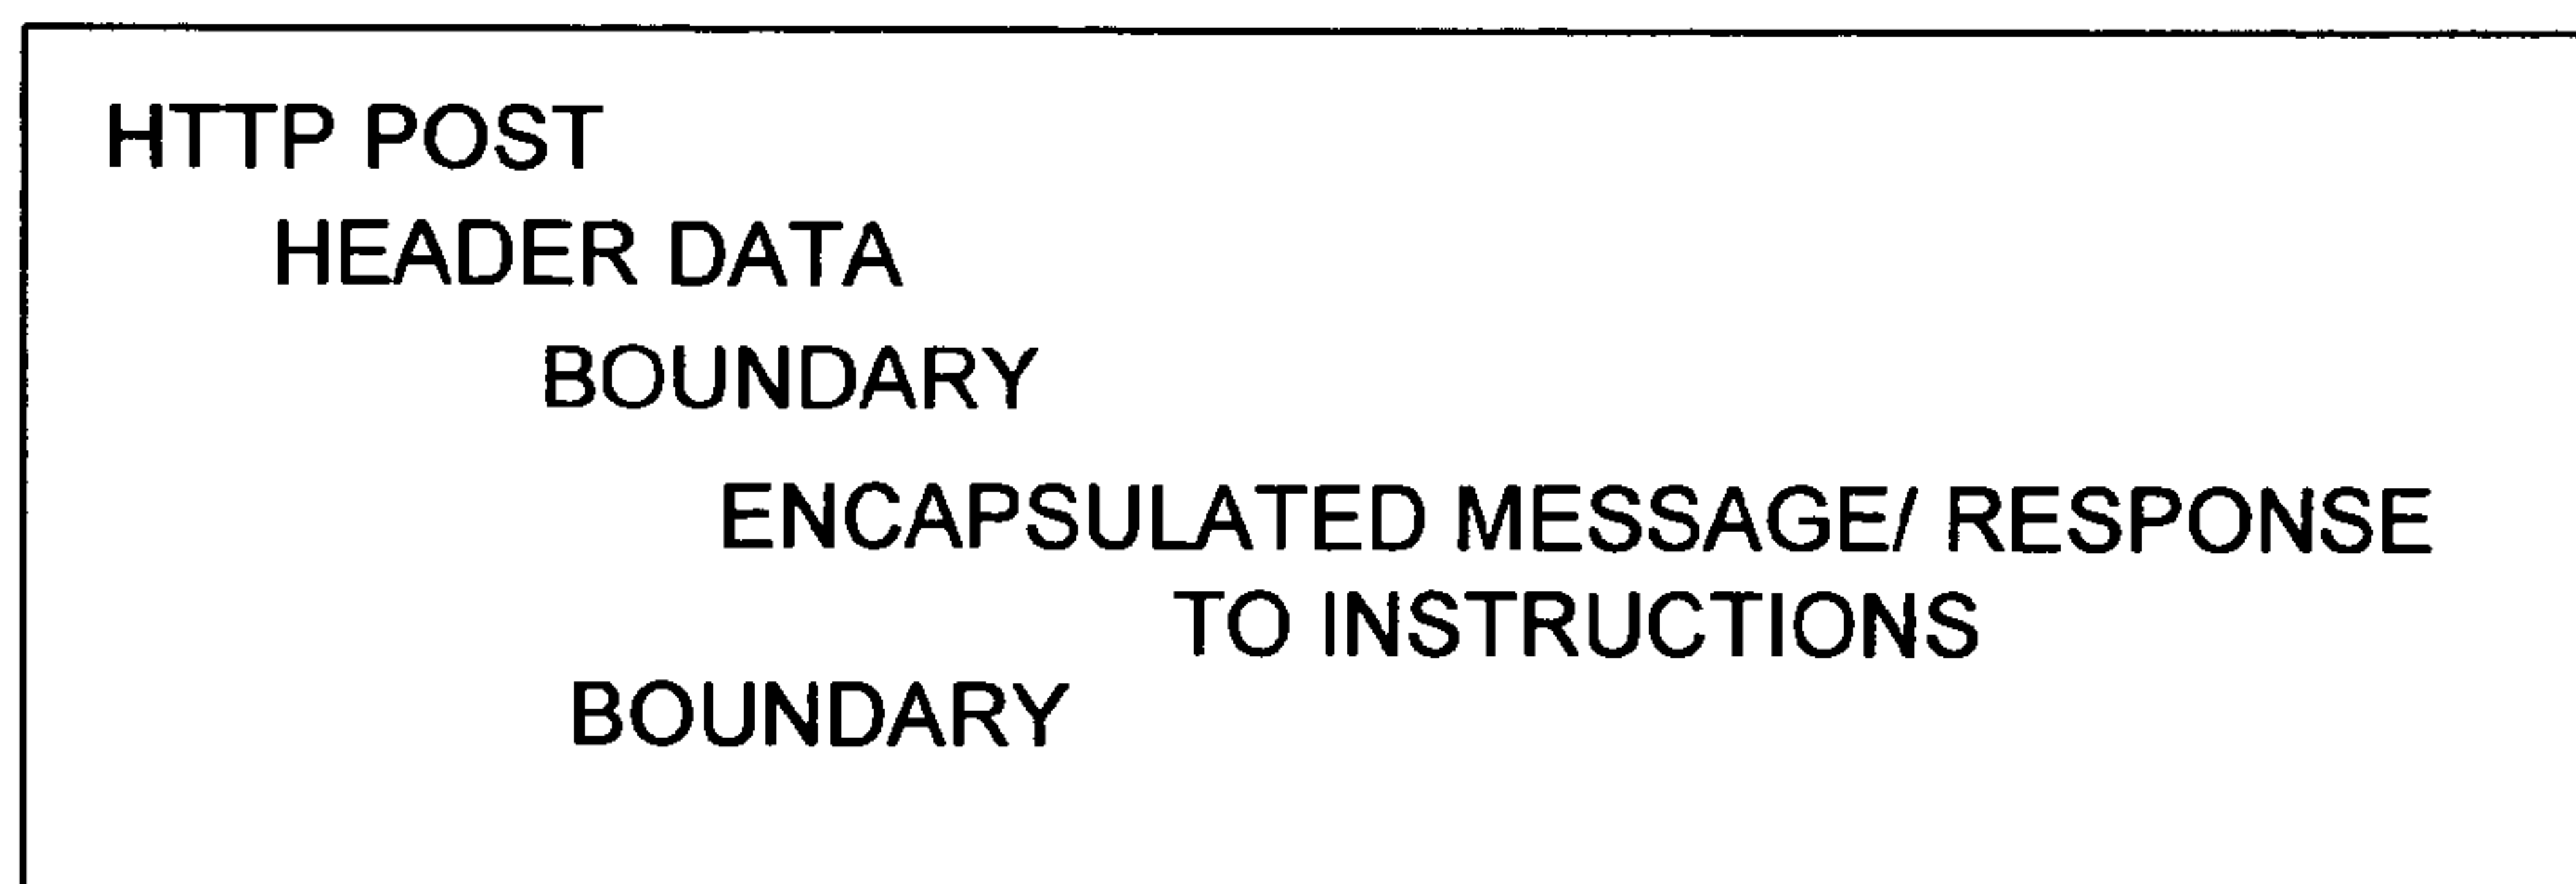 HTTP POST
HEADER DATA
BOUNDARY
ENCAPSULATED MESSAGE/ RESPONSE
TO INSTRUCTIONS
BOUNDARY